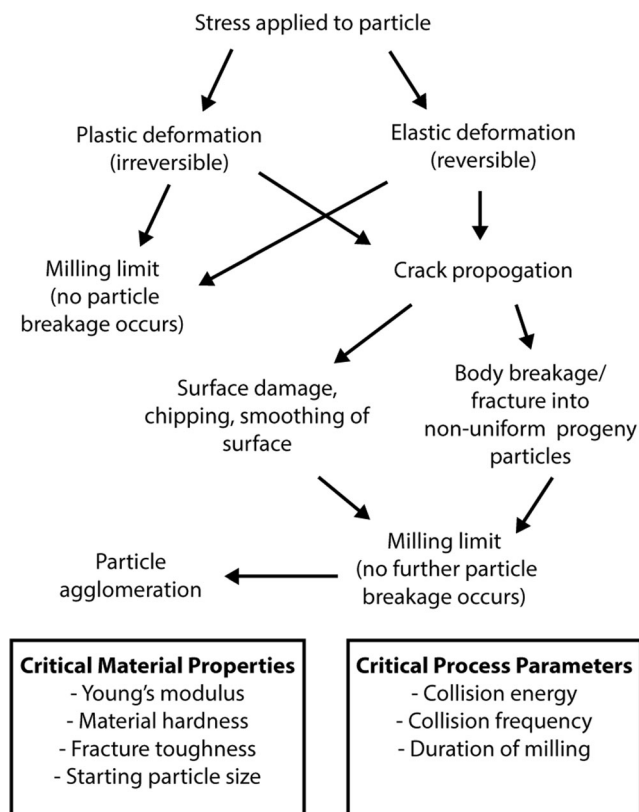 Stress applied to particle
Plastic deformation
(irreversible)
Elastic deformation
(reversible)
Milling limit
(no particle
breakage occurs)
Crack propogation
Surface damage,
chipping, smoothing of
surface
Body breakage/
fracture into
non-uniform progeny
particles
Milling limit
(no further particle
breakage occurs)
Particle
agglomeration
Critical Material Properties
- Young's modulus
- Material hardness
- Fracture toughness
- Starting particle size
Critical Process Parameters
- Collision energy
- Collision frequency
- Duration of milling